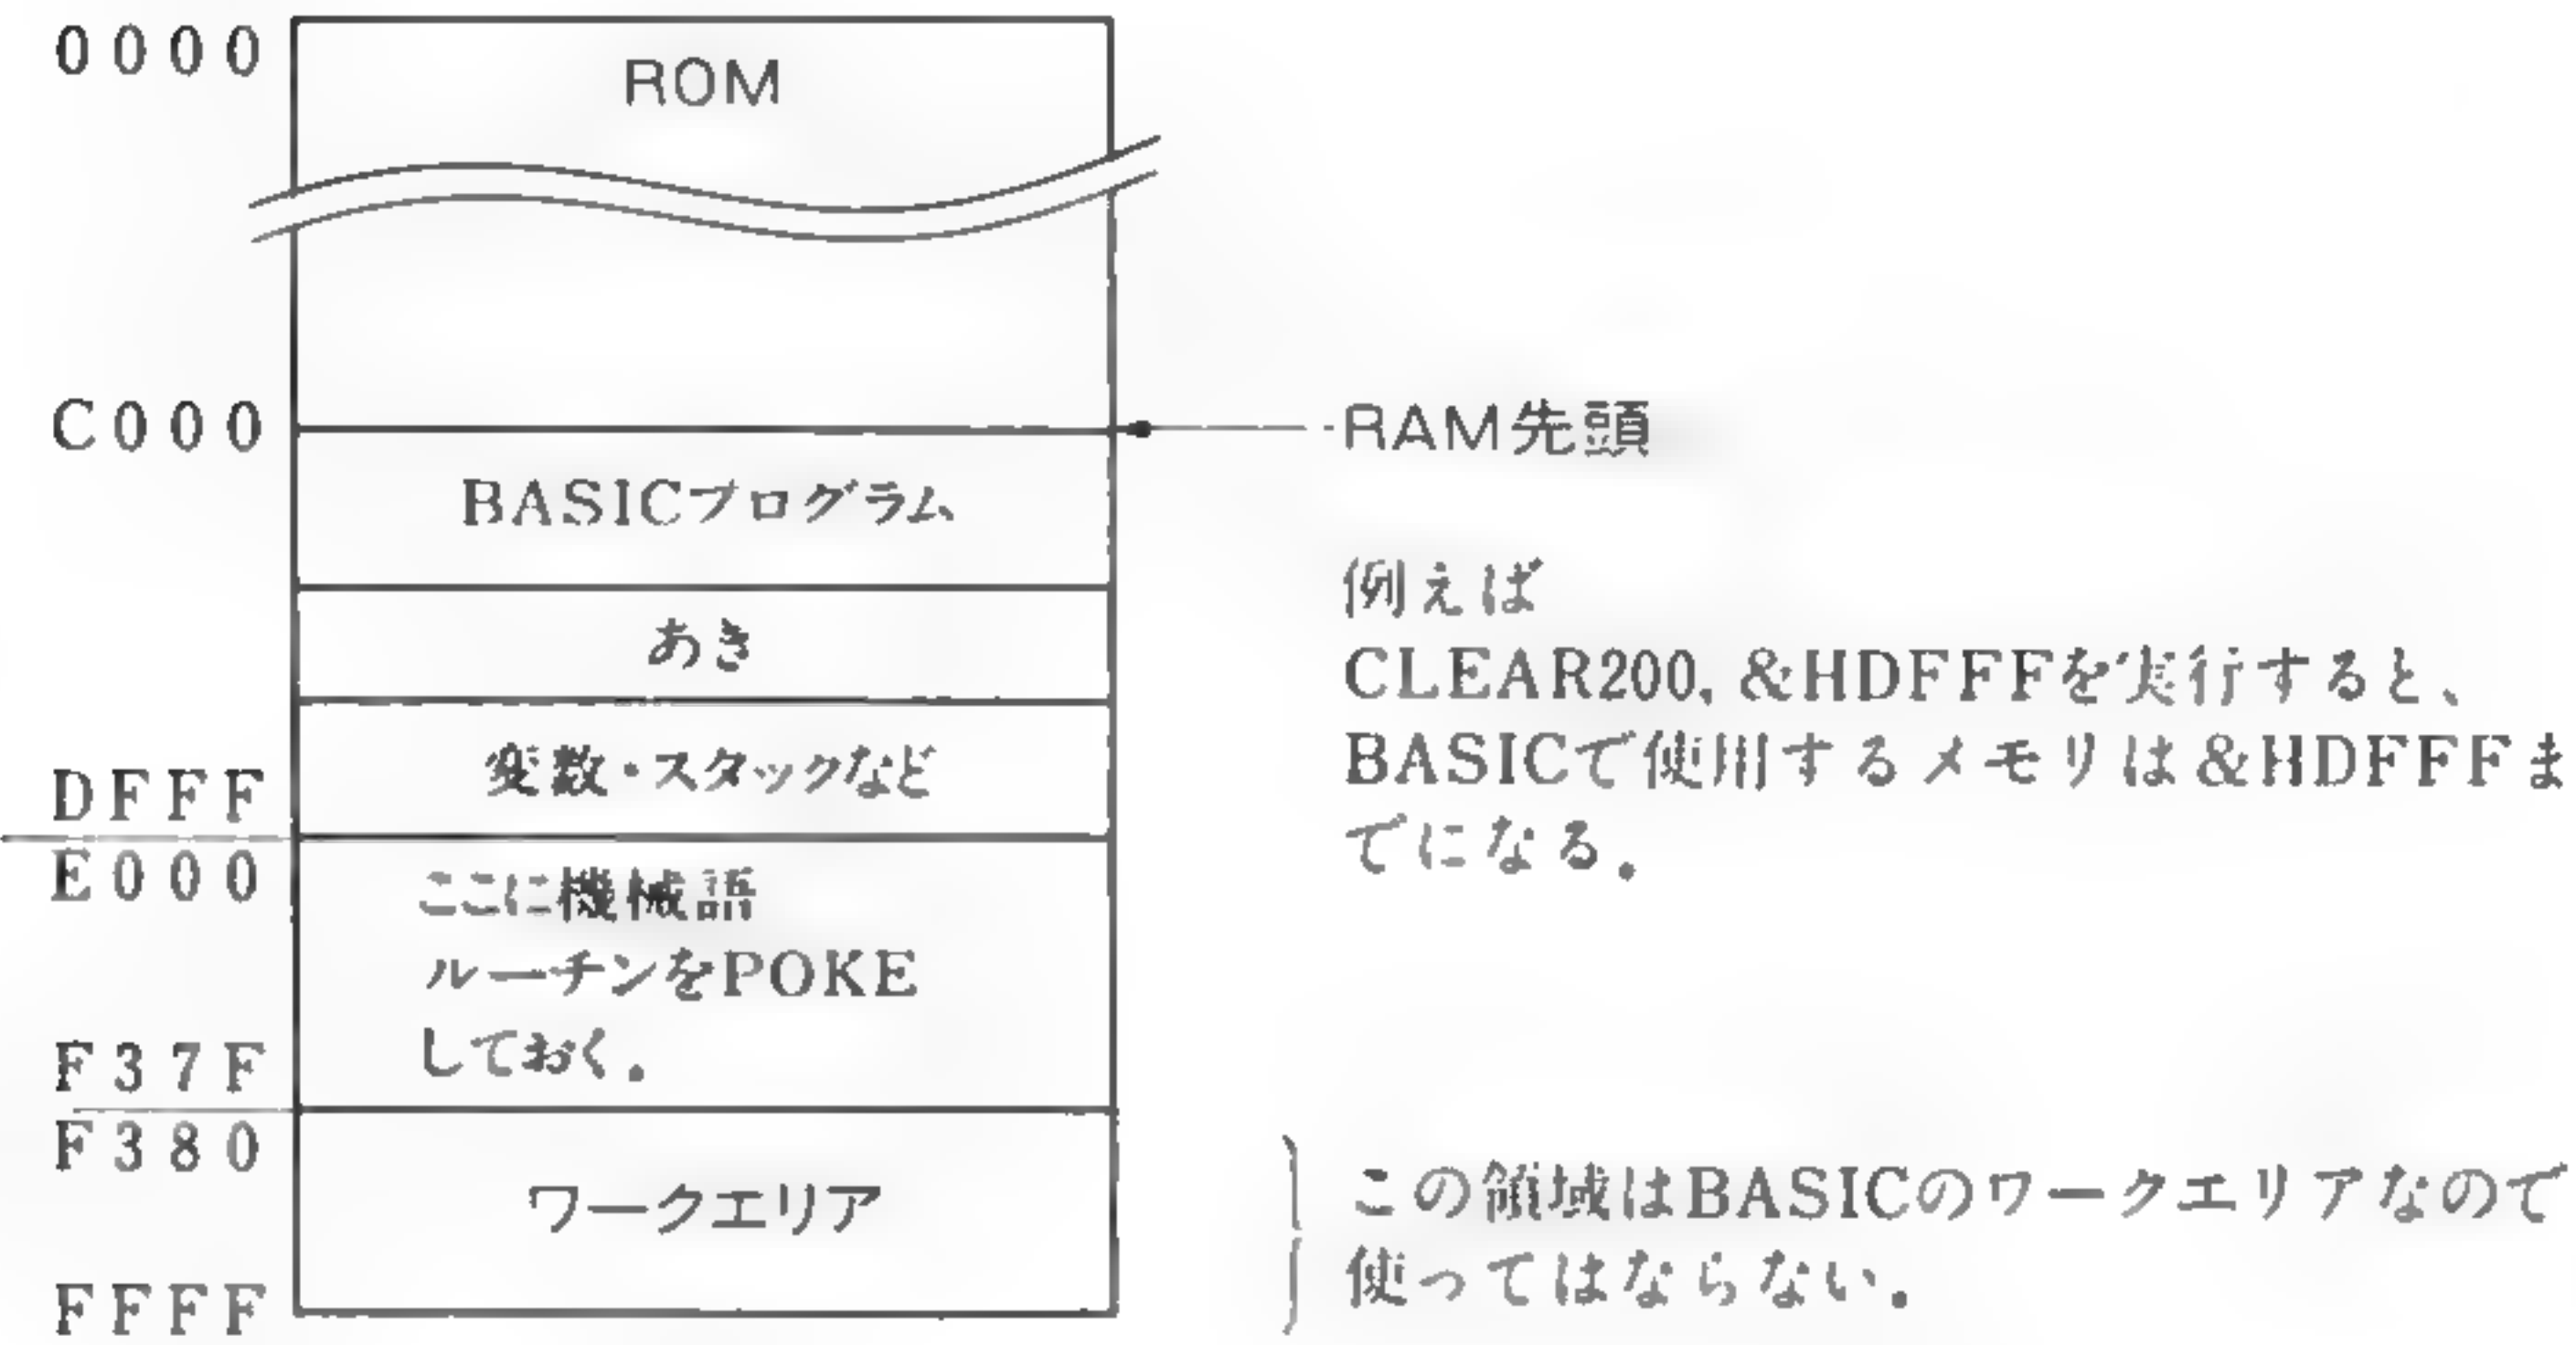 0000
ROM
C000
RAM先頭
BASICプログラム
あき
変数・スタックなど
DFFF
E000
ここに機械語
ルーチンをPOKE
しておく.
F37F
F380
ワークエリア
FFFF
例えば
CLEAR200, &HDFFFを実行すると、
BASICで使用するメモリは&HDFFFま
でになる.
この領域はBASICのワークエリアなので
使ってはならない.